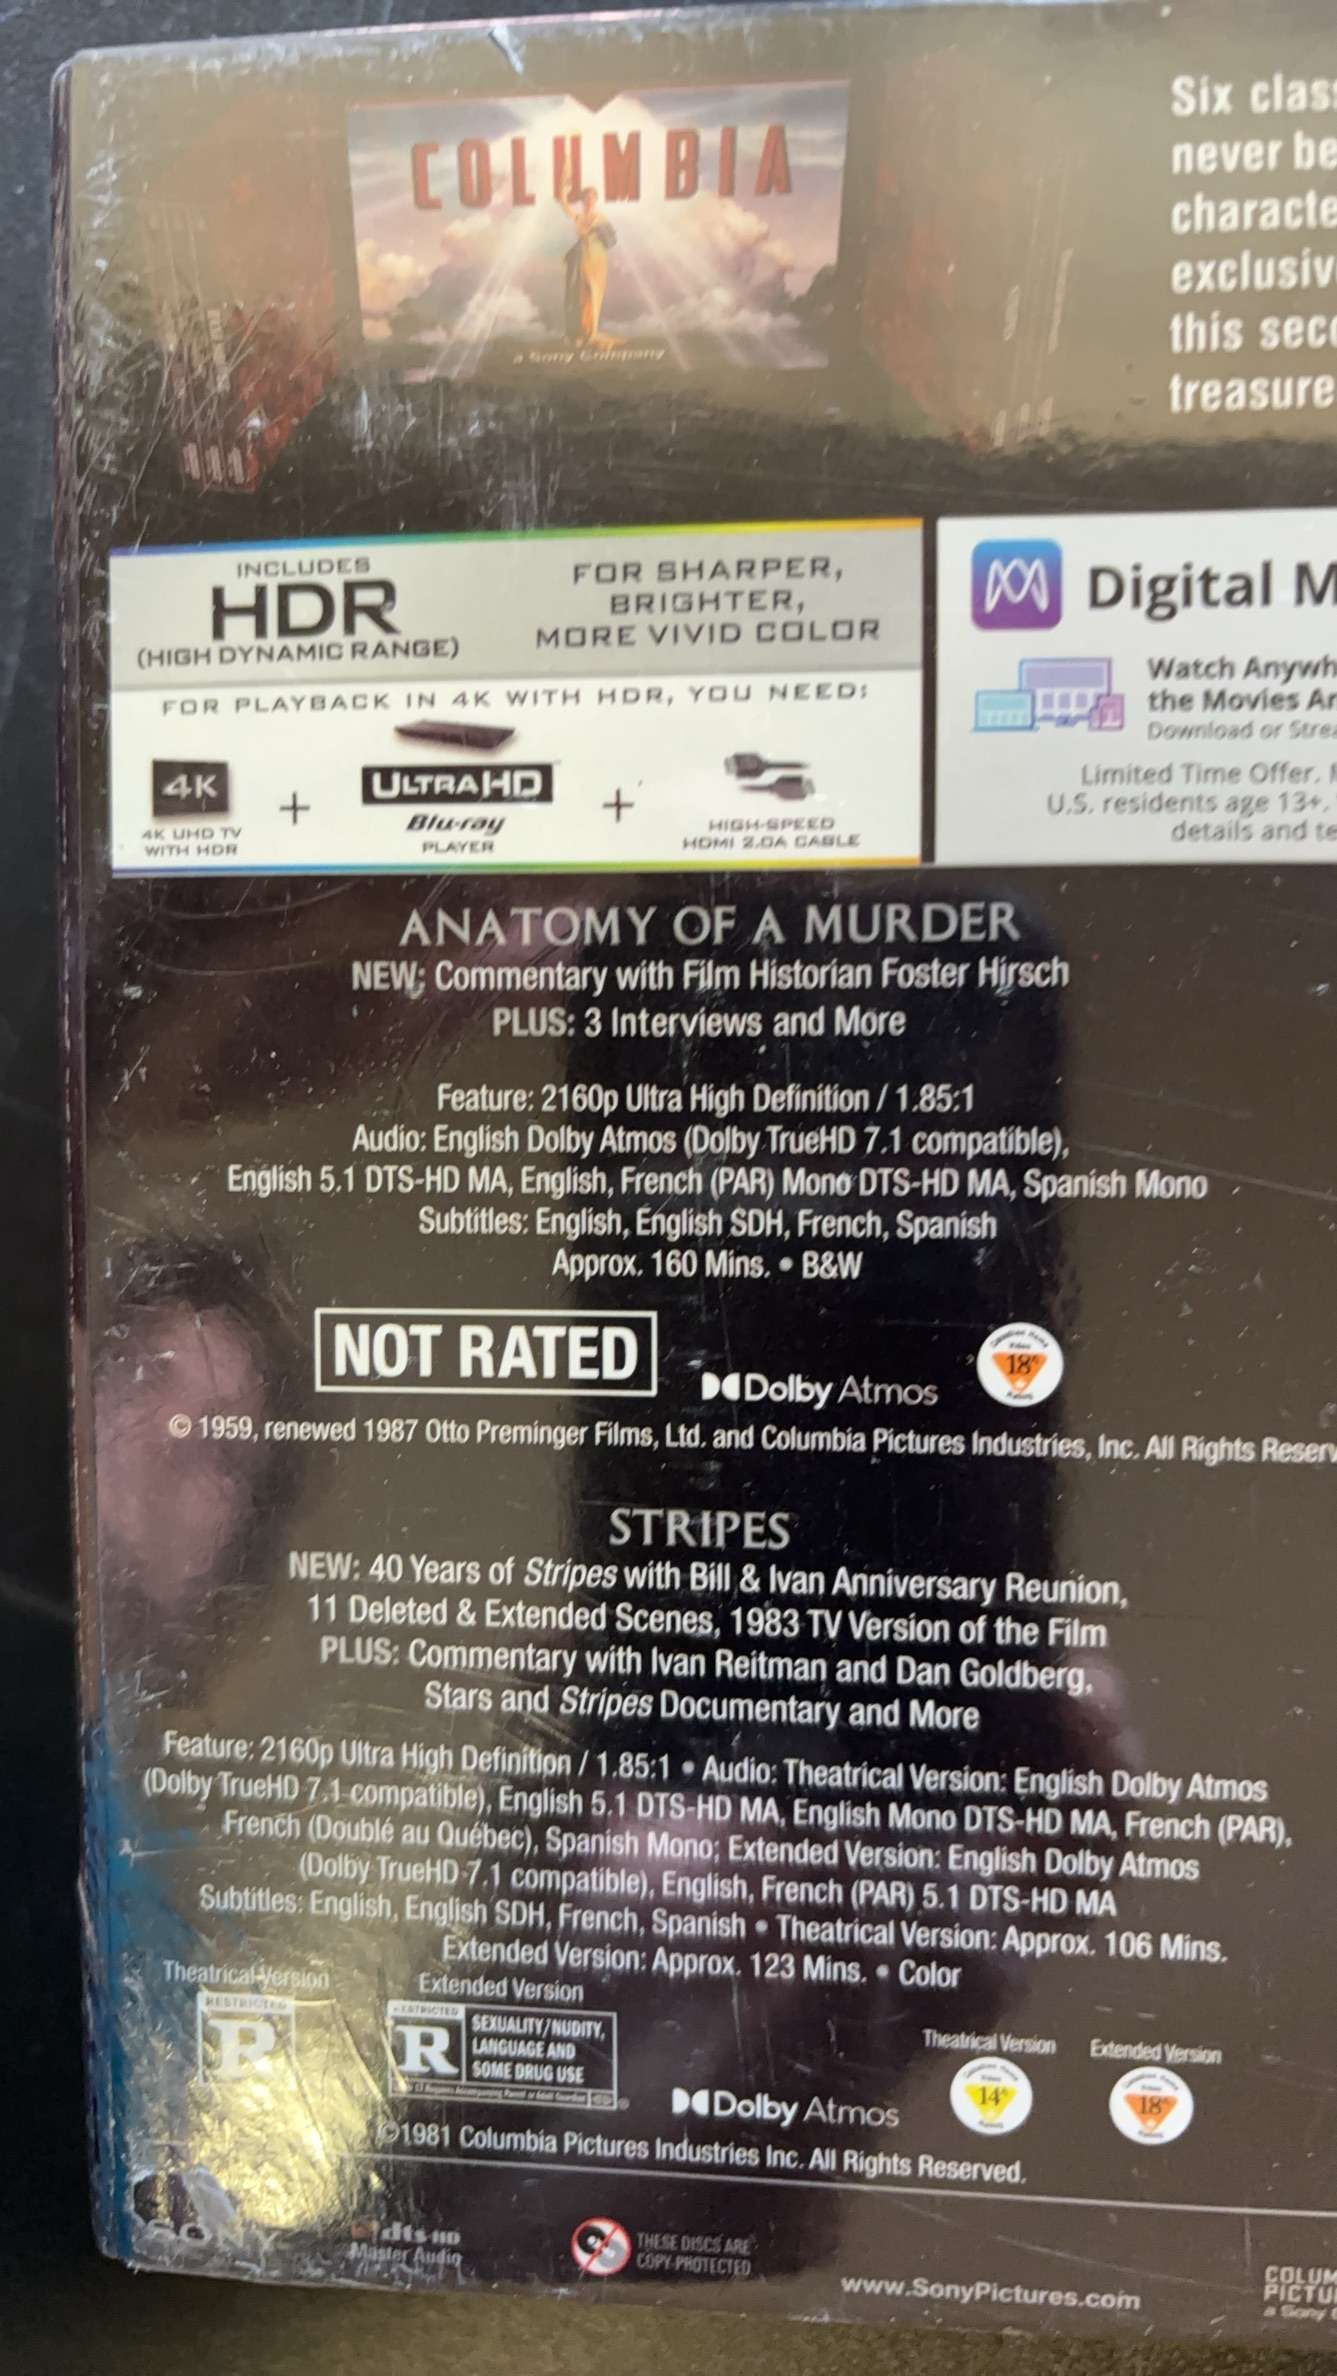 COLUMBIA
a Sony Company
Six clas
never be
characte
exclusiv
this sec
treasure
INCLUDES
HDR
(HIGH DYNAMIC RANGE)
FOR SHARPER,
BRIGHTER,
MORE VIVID COLOR
FOR PLAYBACK IN 4K WITH HDR, YOU NEED:
4K
4K UHD TV
WITH HDR
+
ULTRA HD
Blu-ray
PLAYER
+
HIGH-SPEED
HDMI 2.0A CABLE
Digital M
Watch Anywh
the Movies Ar
Download or Strea
Limited Time Offer.
U.S. residents age 13+.
details and te
ANATOMY OF A MURDER
NEW: Commentary with Film Historian Foster Hirsch
PLUS: 3 Interviews and More
Feature: 2160p Ultra High Definition / 1.85:1
Audio: English Dolby Atmos (Dolby TrueHD 7.1 compatible),
English 5.1 DTS-HD MA, English, French (PAR) Mono DTS-HD MA, Spanish Mono
Subtitles: English, English SDH, French, Spanish
Approx. 160 Mins. • B&W
NOT RATED
Dolby Atmos
18A
© 1959, renewed 1987 Otto Preminger Films, Ltd. and Columbia Pictures Industries, Inc. All Rights Reserv
STRIPES
NEW: 40 Years of Stripes with Bill & Ivan Anniversary Reunion,
11 Deleted & Extended Scenes, 1983 TV Version of the Film
PLUS: Commentary with Ivan Reitman and Dan Goldberg,
Stars and Stripes Documentary and More
Feature: 2160p Ultra High Definition / 1.85:1 • Audio: Theatrical Version: English Dolby Atmos
(Dolby TrueHD 7.1 compatible), English 5.1 DTS-HD MA, English Mono DTS-HD MA, French (PAR),
French (Doublé au Québec), Spanish Mono; Extended Version: English Dolby Atmos
(Dolby TrueHD 7.1 compatible), English, French (PAR) 5.1 DTS-HD MA
Subtitles: English, English SDH, French, Spanish • Theatrical Version: Approx. 106 Mins.
Extended Version: Approx. 123 Mins. • Color
Theatrical Version
RESTRICTED
R
Extended Version
RESTRICTED
R
SEXUALITY/NUDITY,
LANGUAGE AND
SOME DRUG USE
Dolby Atmos
Theatrical Version
14A
Extended Version
18A
©1981 Columbia Pictures Industries Inc. All Rights Reserved.
SONY
dts-HD
Master Audio
THESE DISCS ARE
COPY-PROTECTED
www.SonyPictures.com
COLUM
PICTU
a Sony